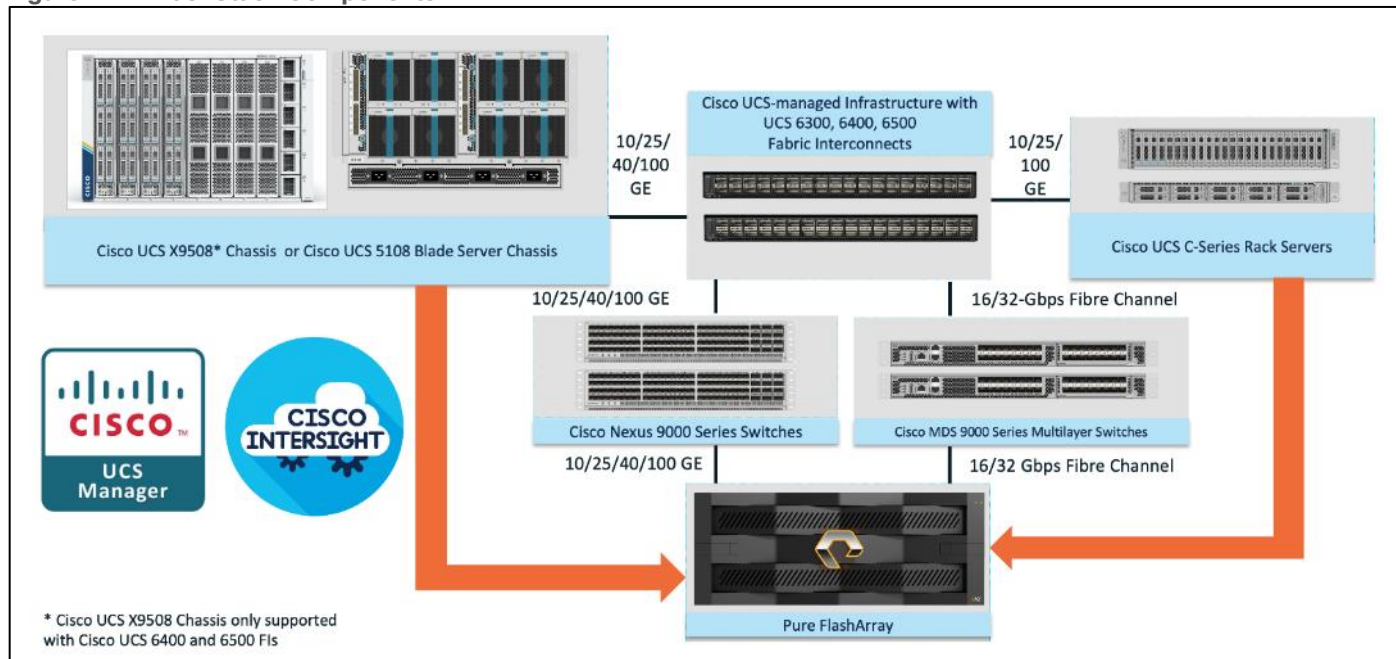 Cisco UCS-managed Infrastructure with
UCS 6300, 6400, 6500
Fabric Interconnects
10/25/
40/100
GE
10/25/
100
GE
CISCO
Cisco UCS X9508* Chassis or Cisco UCS 5108 Blade Server Chassis
Cisco UCS C-Series Rack Servers
10/25/40/100 GE
16/32-Gbps Fibre Channel
CISCO
TM
UCS
Manager
CISCO
INTERSIGHT
Cisco Nexus 9000 Series Switches
Cisco MDS 9000 Series Multilayer Switches
10/25/40/100 GE
16/32 Gbps Fibre Channel
Pure FlashArray
* Cisco UCS X9508 Chassis only supported
with Cisco UCS 6400 and 6500 FIs